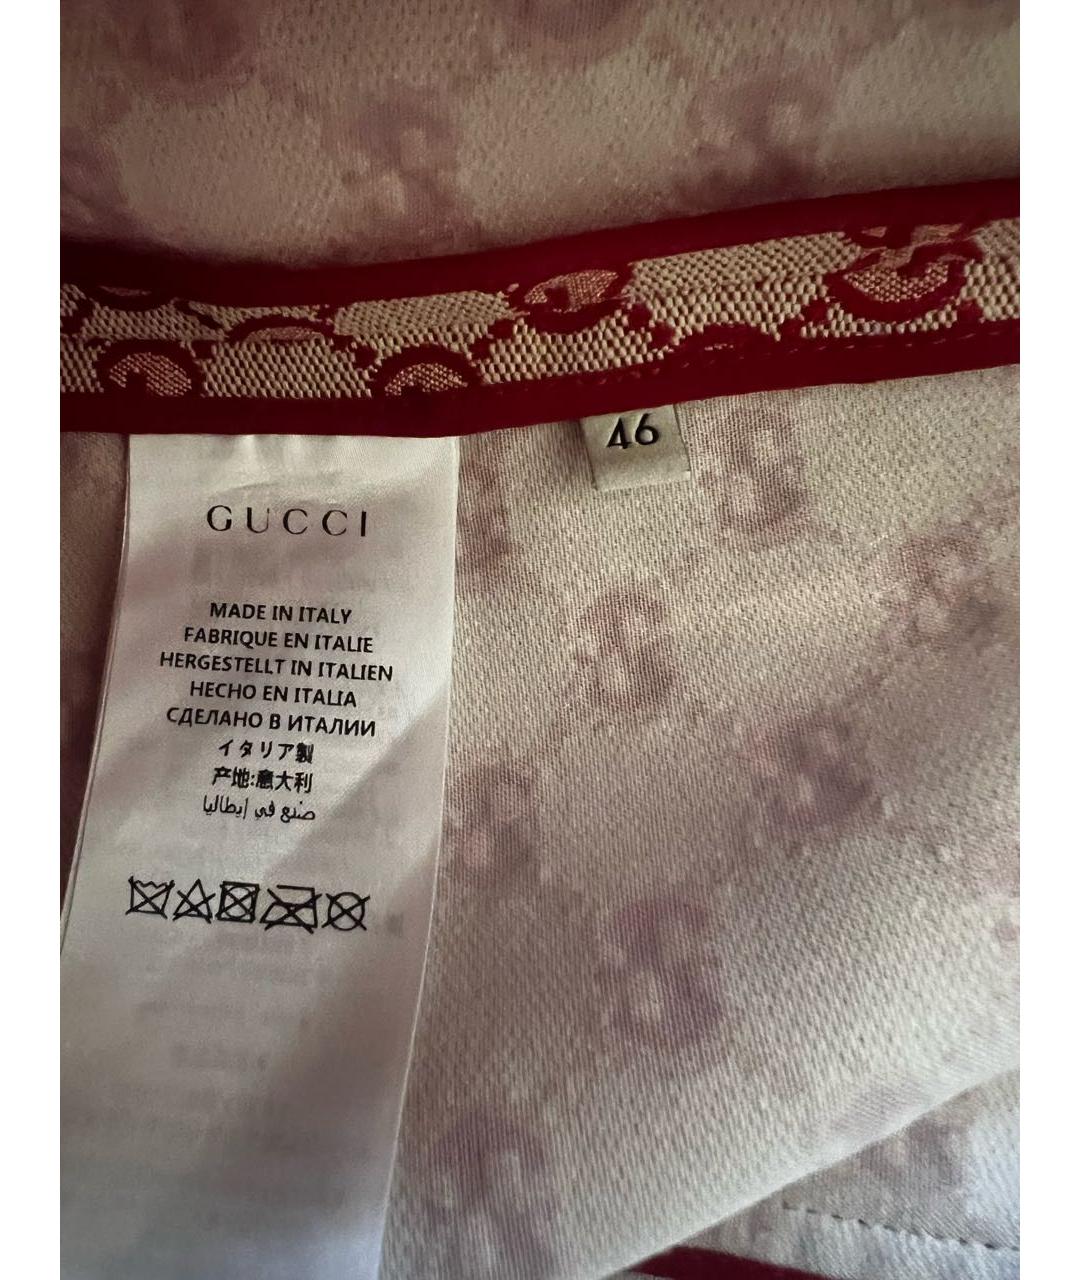 46
GUCCI
MADE IN ITALY
FABRIQUE EN ITALIE
HERGESTELLT IN ITALIEN
HECHO EN ITALIA
СДЕЛАНО В ИТАЛИИ
イタリア製
产地:意大利
صنع في إيطاليا